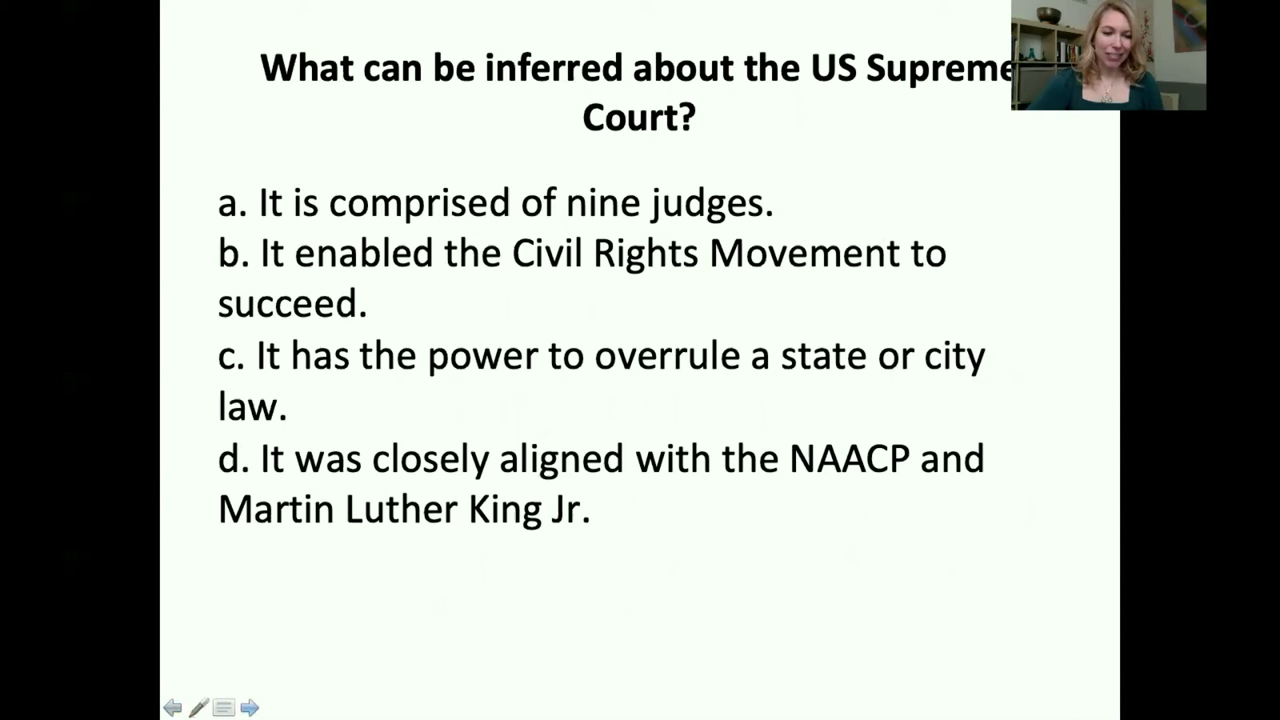 What can be inferred about the US Supreme
Court?
a. It is comprised of nine judges.
b. It enabled the Civil Rights Movement to
succeed.
c. It has the power to overrule a state or city
law.
d. It was closely aligned with the NAACP and
Martin Luther King Jr.